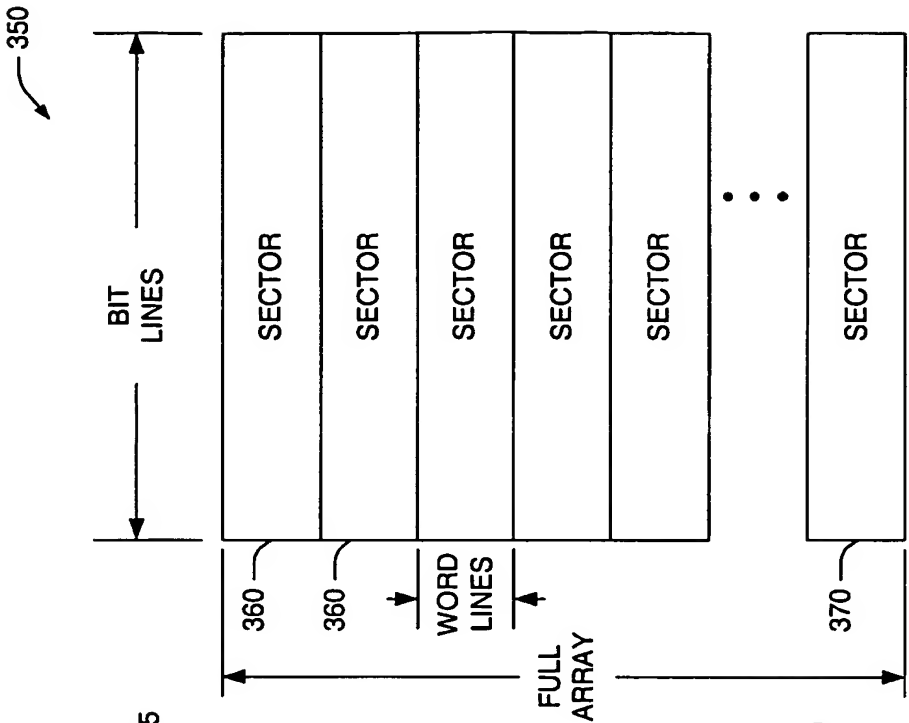 350
BIT
LINES
SECTOR
SECTOR
SECTOR
SECTOR
SECTOR
SECTOR
360
360
WORD
LINES
370
FULL
ARRAY
5